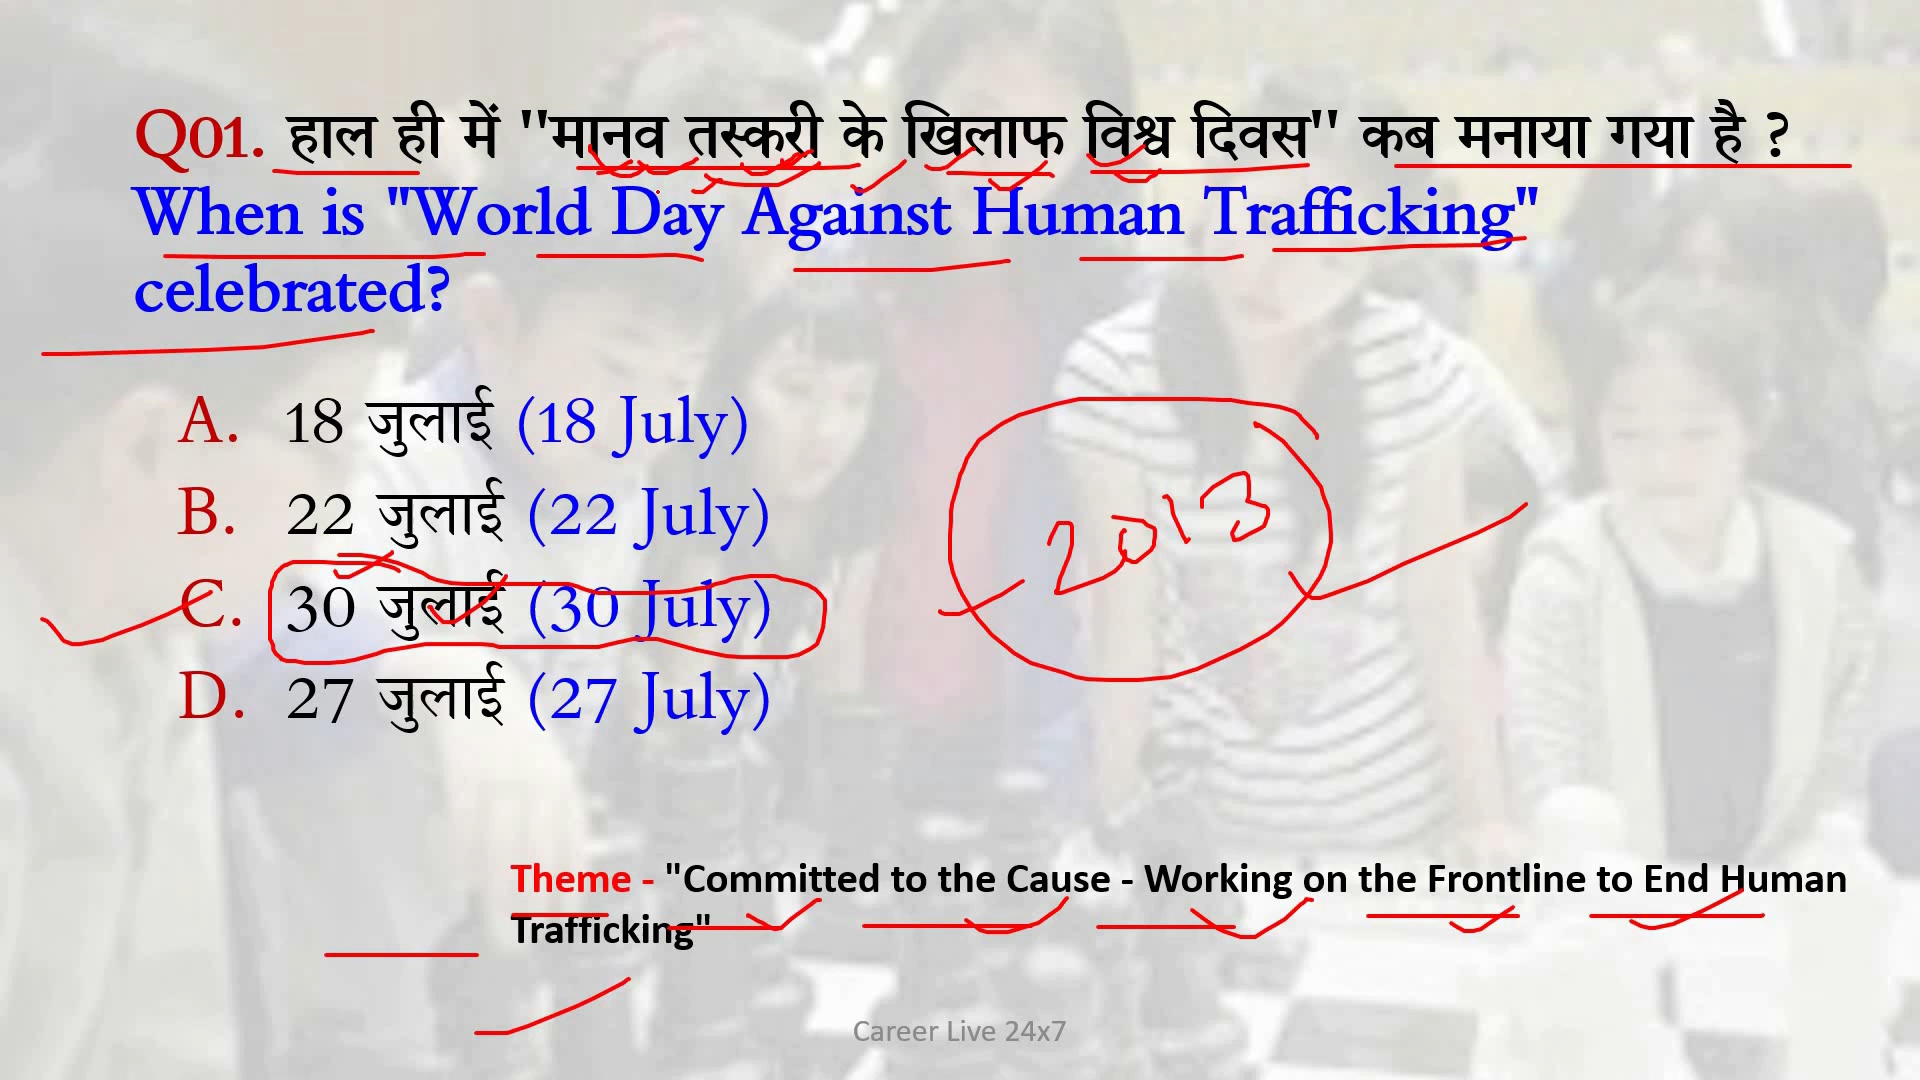 Q01. हाल ही में "मानव तस्करी के खिलाफ विश्व दिवस" कब मनाया गया है ?
When is "World Day Against Human Trafficking"
celebrated?
A. 18 जुलाई (18 July)
B. 22 जुलाई (22 July)
2013
C. 30 जुलाई (30 July)
D. 27 जुलाई (27 July)
Theme - "Committed to the Cause - Working on the Frontline to End Human
Trafficking"
Career Live 24x7